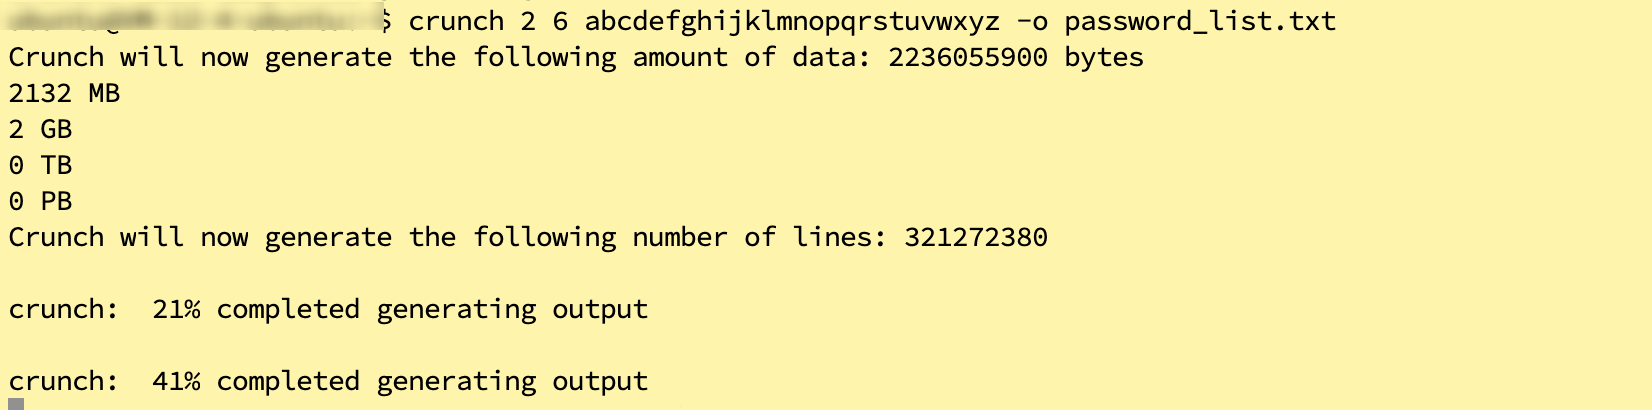 $ crunch 2 6 abcdefghijklmnopqrstuvwxyz -o password_list.txt
Crunch will now generate the following amount of data: 2236055900 bytes
2132 MB
2 GB
0 TB
0 PB
Crunch will now generate the following number of lines: 321272380
crunch:  21% completed generating output
crunch:  41% completed generating output